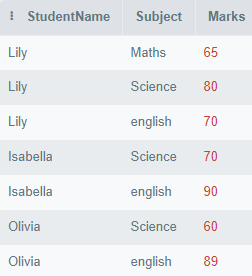 StudentName Subject Marks
Lily Maths 65
Lily Science 80
Lily english 70
Isabella Science 70
Isabella english 90
Olivia Science 60
Olivia english 89